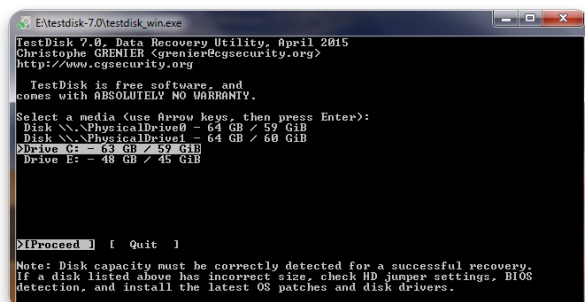 E:\testdisk-7.0\testdisk_win.exe
TestDisk 7.0, Data Recovery Utility, April 2015
Christophe GRENIER <grenier@cgsecurity.org>
http://www.cgsecurity.org
TestDisk is free software, and
comes with ABSOLUTELY NO WARRANTY.
Select a media (use Arrow keys, then press Enter):
Disk \\.\PhysicalDrive0 - 64 GB / 59 GiB
Disk \\.\PhysicalDrive1 - 64 GB / 60 GiB
>Drive C: - 63 GB / 59 GiB
Drive E: - 48 GB / 45 GiB
>[Proceed ]  [  Quit  ]
Note: Disk capacity must be correctly detected for a successful recovery.
If a disk listed above has incorrect size, check HD jumper settings, BIOS
detection, and install the latest OS patches and disk drivers.